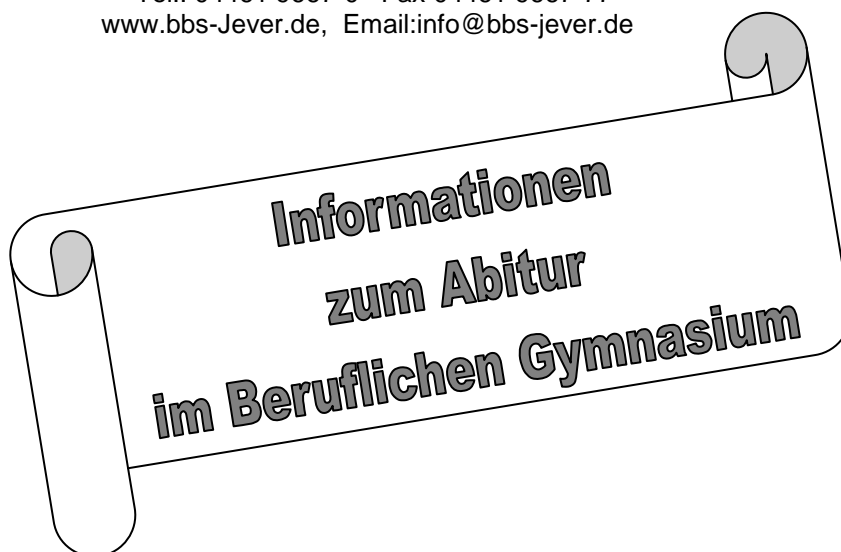 www.bbs-Jever.de, Email:info@bbs-jever.de
Informationen
zum Abitur
im Beruflichen Gymnasium